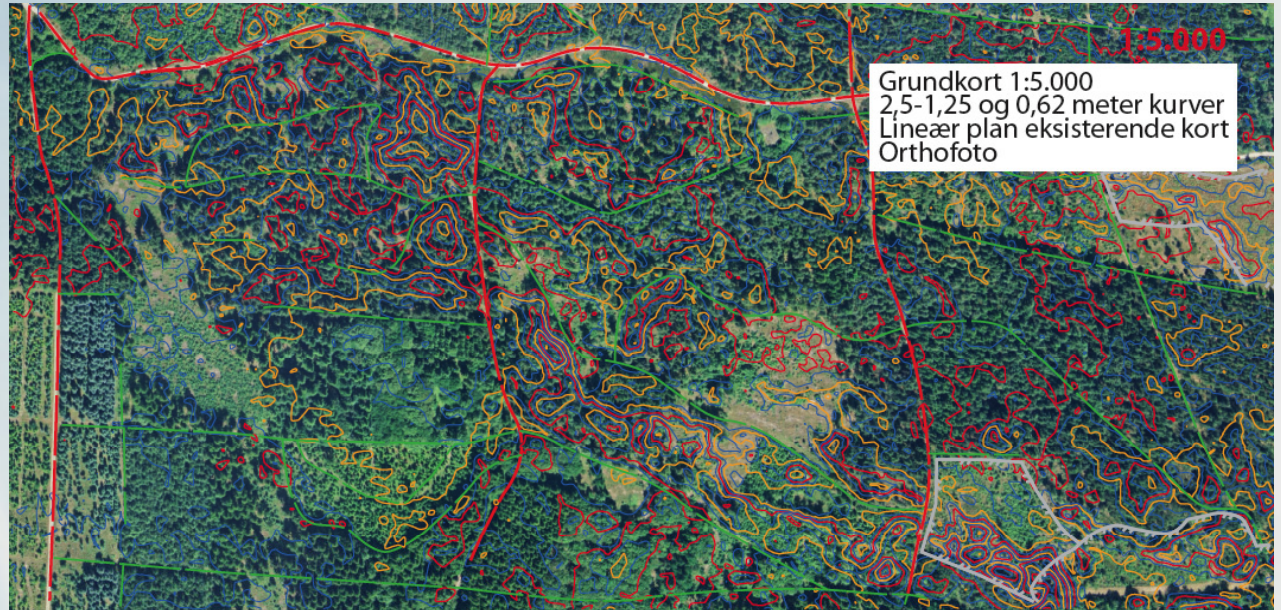 1:5.000
Grundkort 1:5.000
2,5-1,25 og 0,62 meter kurver
Lineær plan eksisterende kort
Orthofoto